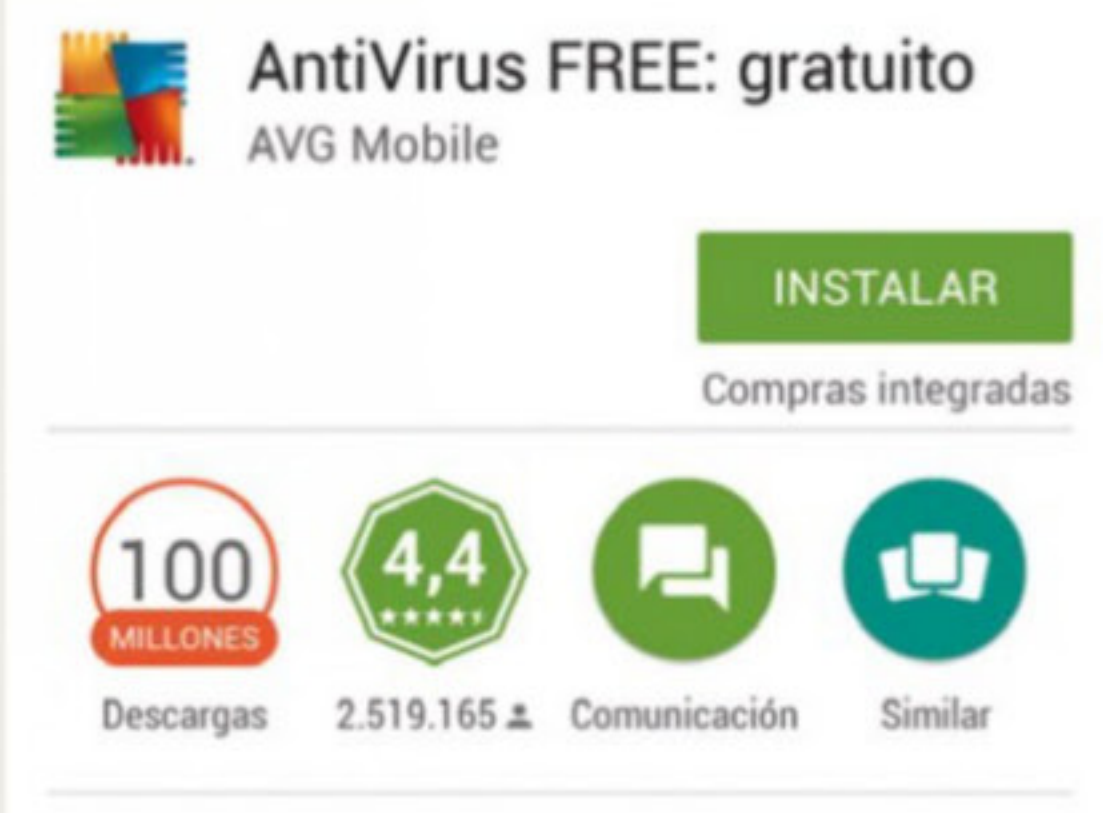 AntiVirus FREE: gratuito
AVG Mobile
INSTALAR
Compras integradas
100
MILLONES
4,4
Descargas
2.519.165
Comunicación
Similar